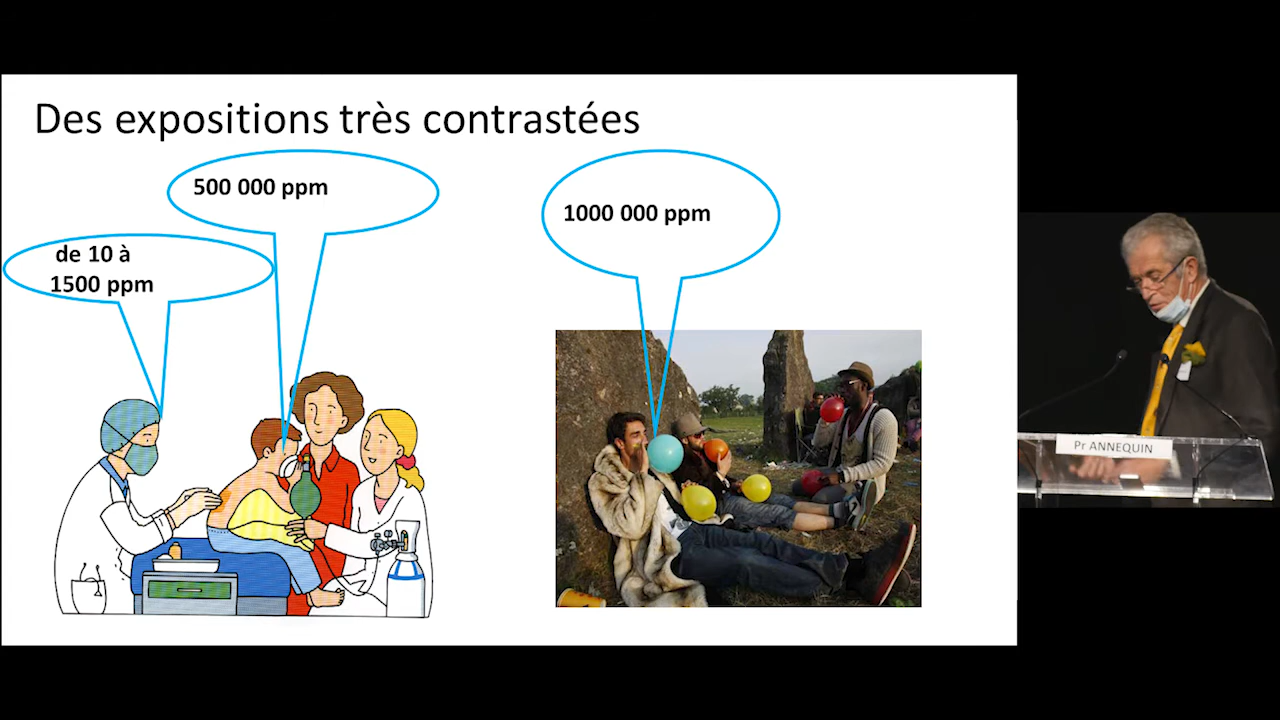 Des expositions très contrastées
500 000 ppm
1000 000 ppm
de 10 à
1500 ppm
Pr ANNEQUIN